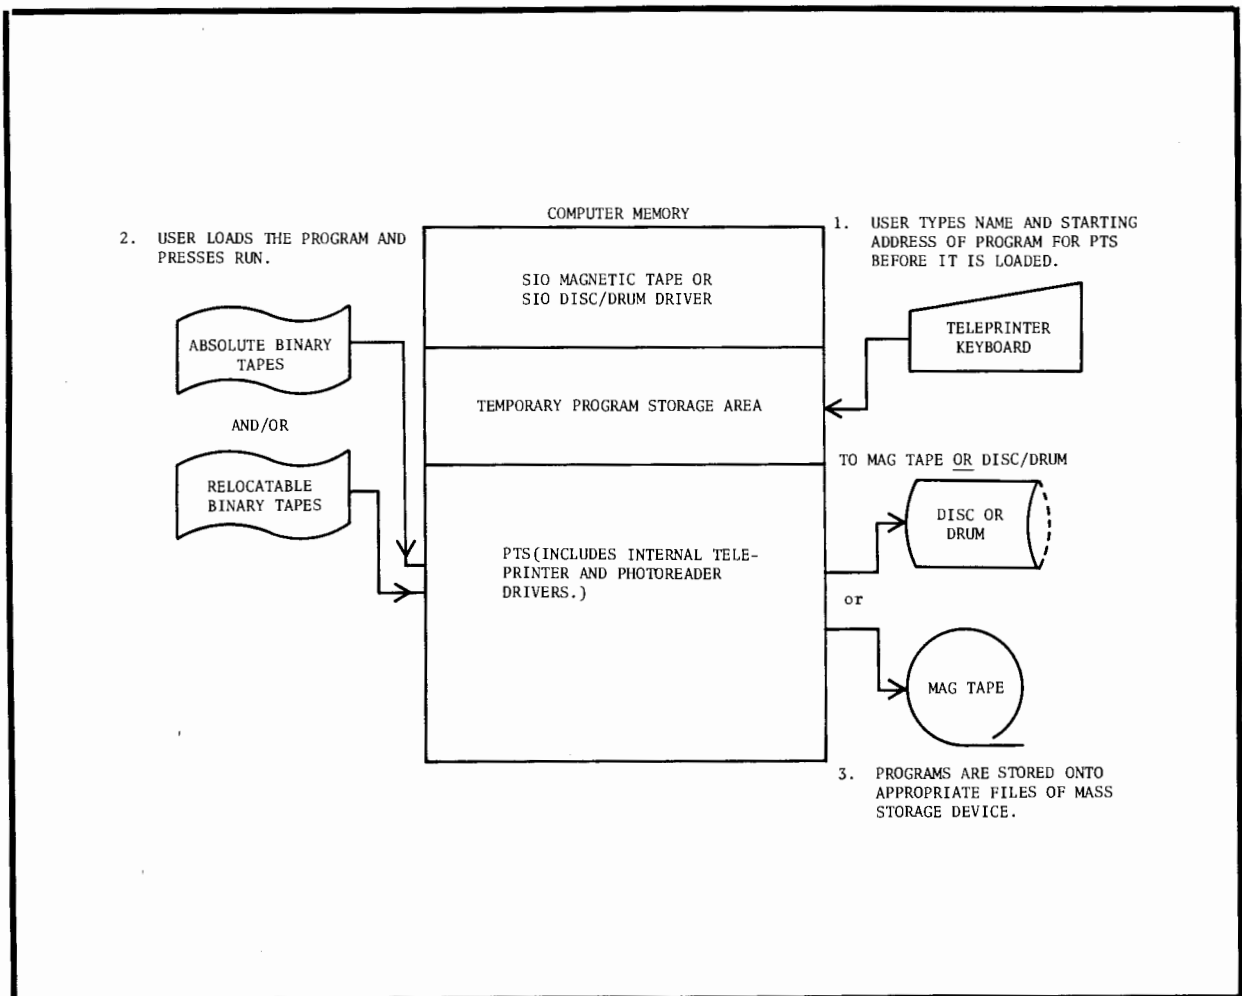 COMPUTER MEMORY
2. USER LOADS THE PROGRAM AND
PRESSES RUN.
1. USER TYPES NAME AND STARTING
ADDRESS OF PROGRAM FOR PTS
BEFORE IT IS LOADED.
SIO MAGNETIC TAPE OR
SIO DISC/DRUM DRIVER
ABSOLUTE BINARY
TAPES
TELEPRINTER
KEYBOARD
TEMPORARY PROGRAM STORAGE AREA
AND/OR
RELOCATABLE
BINARY TAPES
TO MAG TAPE OR DISC/DRUM
DISC OR
DRUM
PTS(INCLUDES INTERNAL TELE-
PRINTER AND PHOTOREADER
DRIVERS.)
or
MAG TAPE
3. PROGRAMS ARE STORED ONTO
APPROPRIATE FILES OF MASS
STORAGE DEVICE.